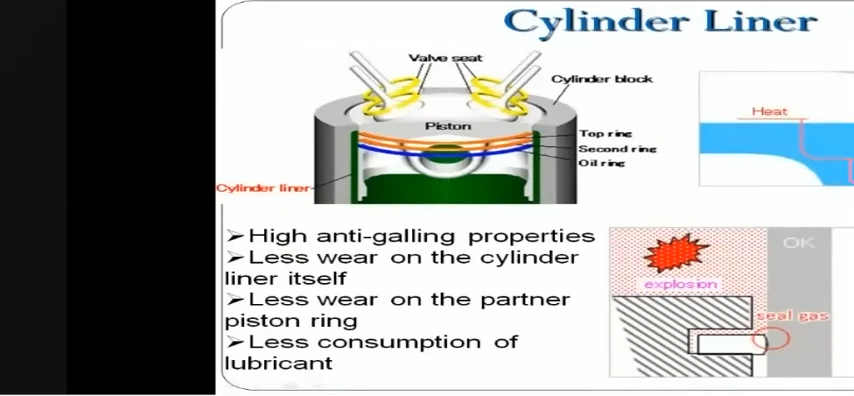 Cylinder Liner
Valve seat
Cylinder block
Piston
Top ring
Second ring
Oil ring
Cylinder liner
Heat
➢High anti-galling properties
➢Less wear on the cylinder
liner itself
➢Less wear on the partner
piston ring
➢Less consumption of
lubricant
OK
explosion
seal gas